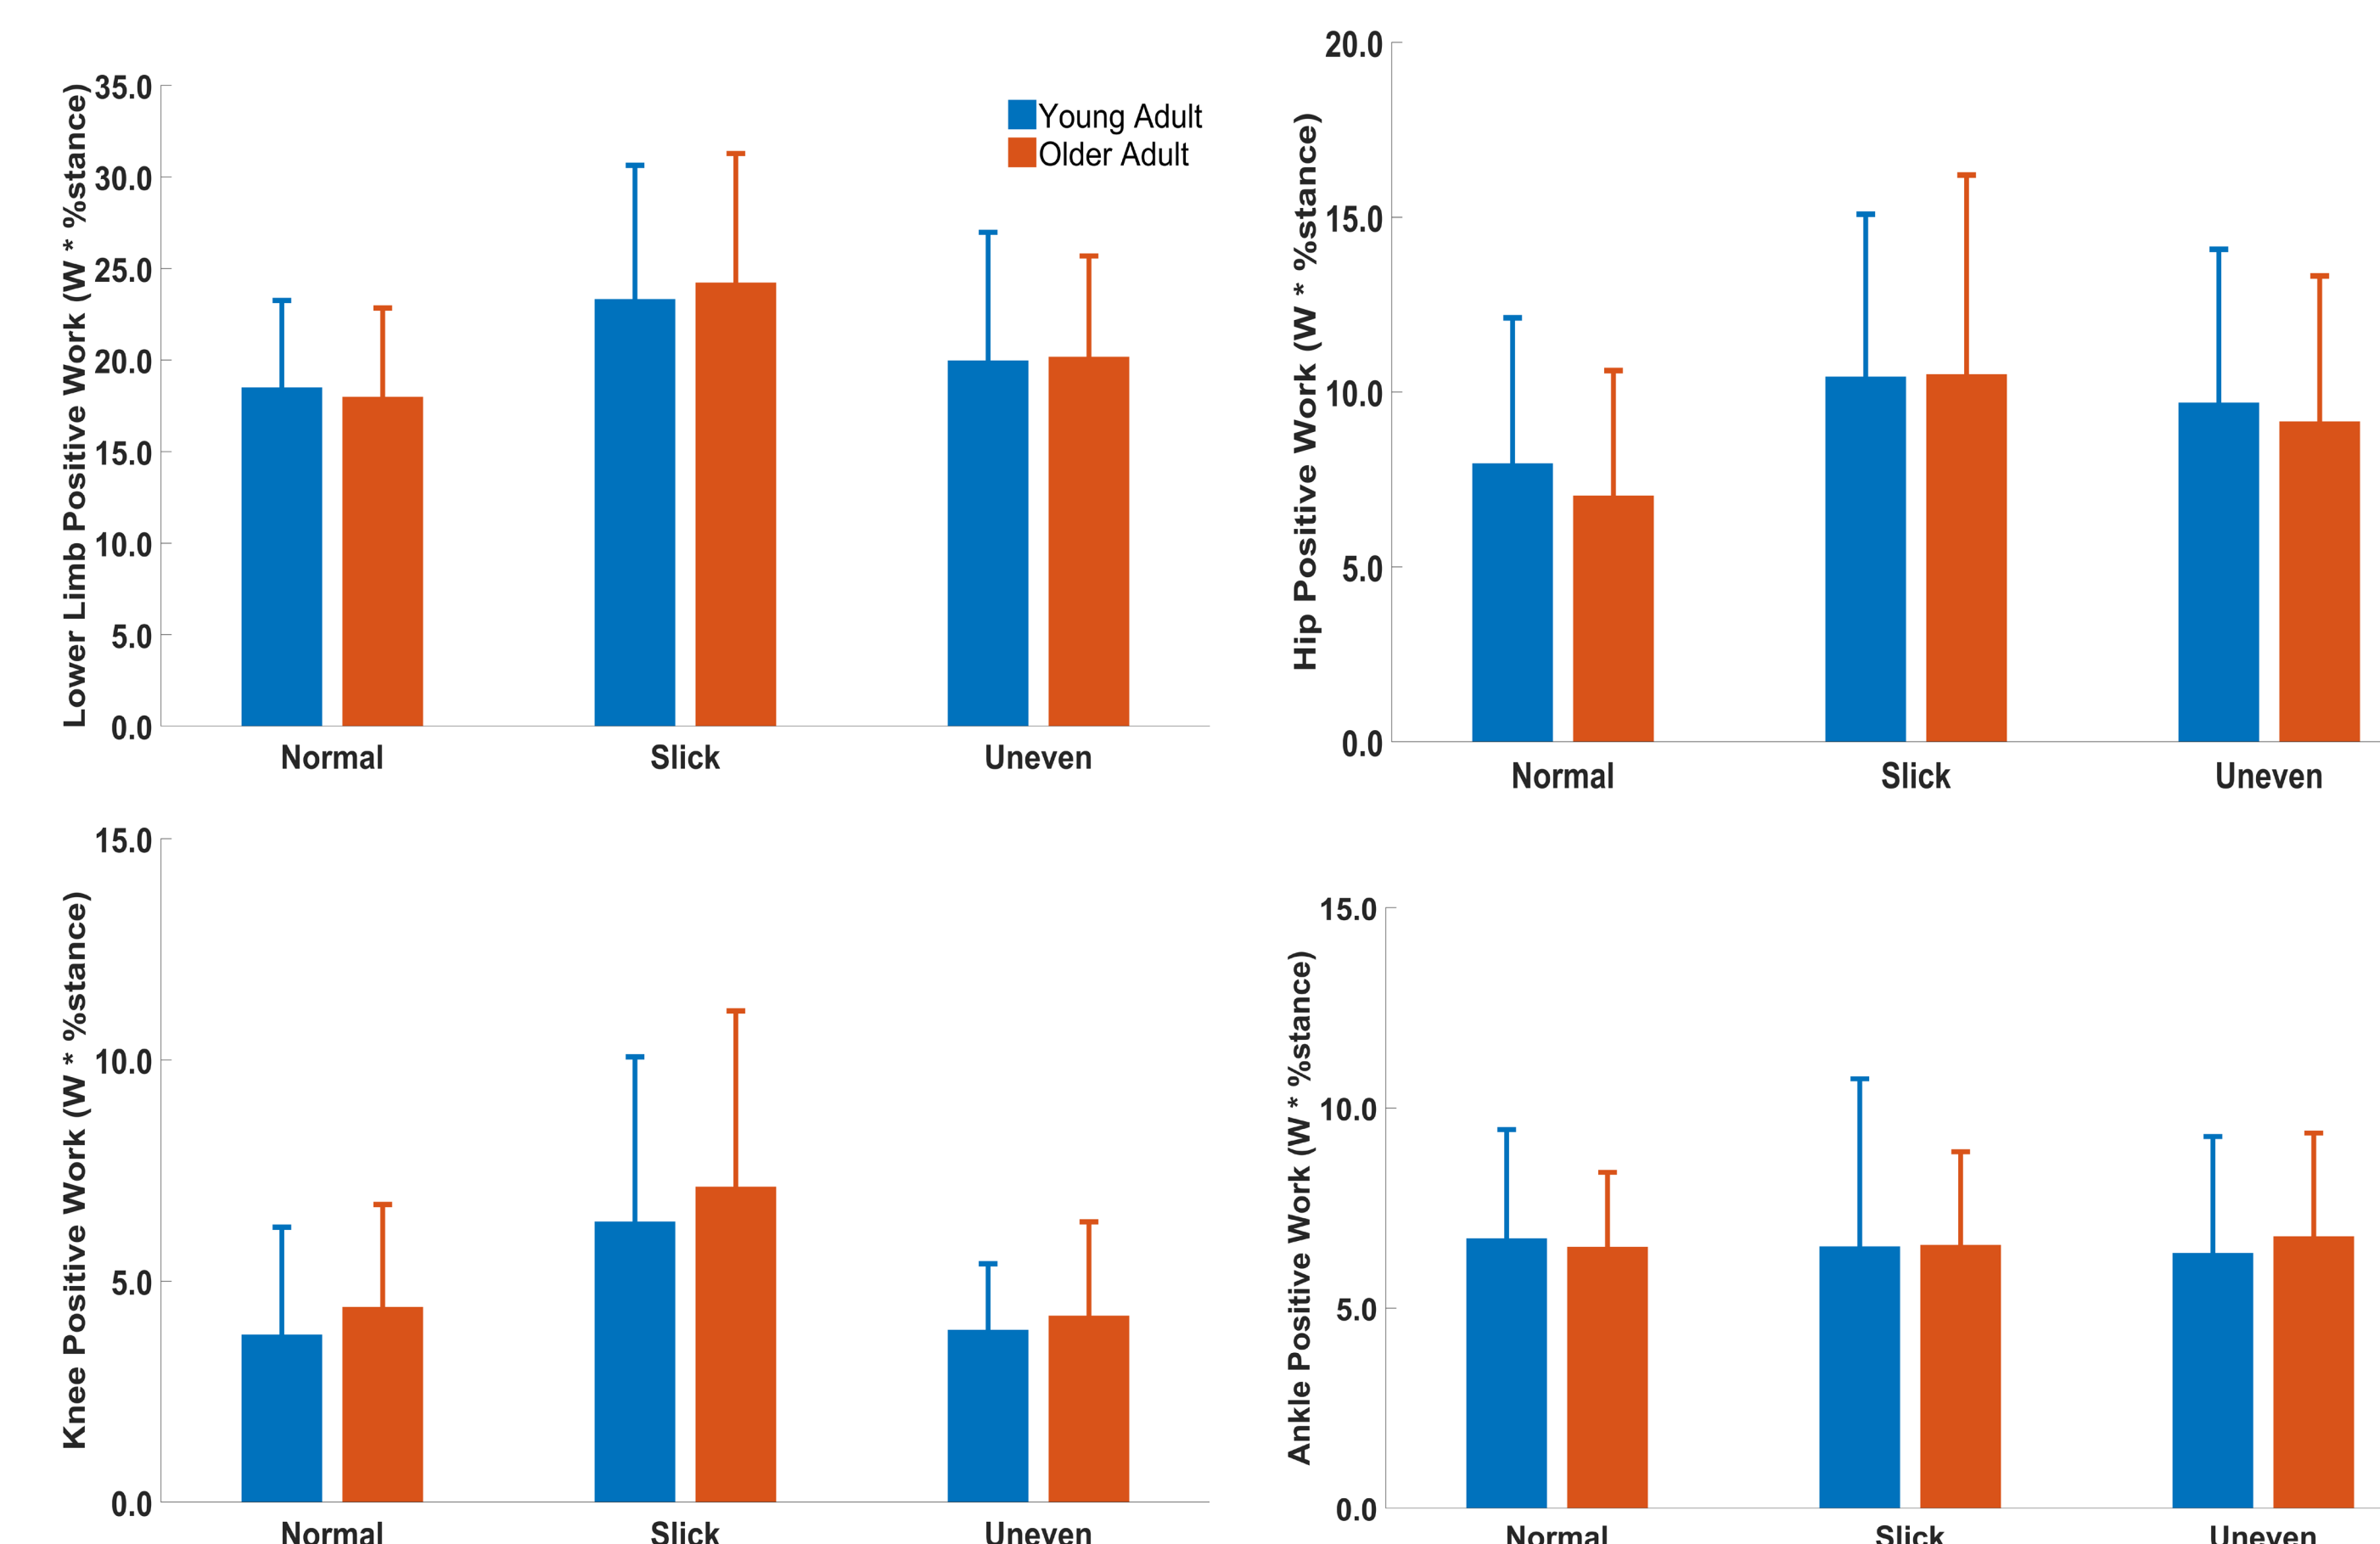 Lower Limb Positive Work (W * %stance)
35.0
30.0
25.0
20.0
15.0
10.0
5.0
0.0
Young Adult
Older Adult
Normal Slick Uneven
Hip Positive Work (W * %stance)
20.0
15.0
10.0
5.0
0.0
Normal Slick Uneven
Knee Positive Work (W * %stance)
15.0
10.0
5.0
0.0
Normal Slick Uneven
Ankle Positive Work (W * %stance)
15.0
10.0
5.0
0.0
Normal Slick Uneven